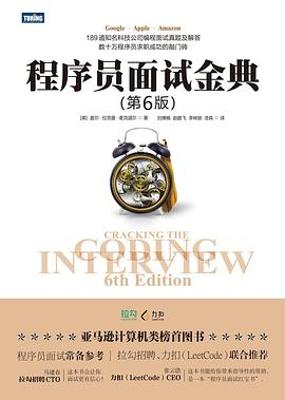 TURING
Google · Apple · Amazon
189道知名科技公司编程面试真题及解答
数十万程序员求职成功的敲门砖
程序员面试金典
(第6版)
[美] 盖尔·拉克曼·麦克道尔 著
刘博楠 赵鹏飞 李琳骁 漆犇 译
CRACKING THE
CODING
INTERVIEW
6th Edition
拉勾 力扣
亚马逊计算机类榜首图书
程序员面试常备参考 | 拉勾招聘、力扣(LeetCode)联合推荐
拉勾招聘CTO
力扣(LeetCode) CEO